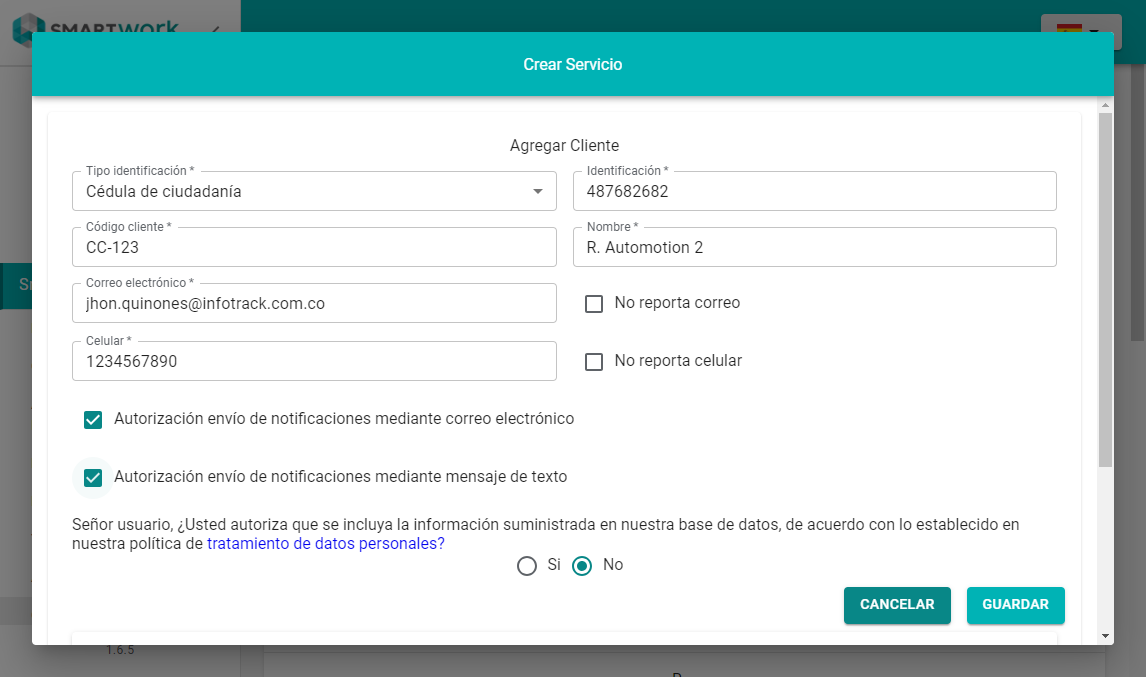 SMARTWORK
Crear Servicio
Agregar Cliente
Tipo identificación *
Cédula de ciudadanía
Identificación *
487682682
Código cliente *
CC-123
Nombre *
R. Automotion 2
Correo electrónico *
jhon.quinones@infotrack.com.co
No reporta correo
Celular *
1234567890
No reporta celular
Autorización envío de notificaciones mediante correo electrónico
Autorización envío de notificaciones mediante mensaje de texto
Señor usuario, ¿Usted autoriza que se incluya la información suministrada en nuestra base de datos, de acuerdo con lo establecido en
nuestra política de tratamiento de datos personales?
Si No
CANCELAR GUARDAR
1.6.5